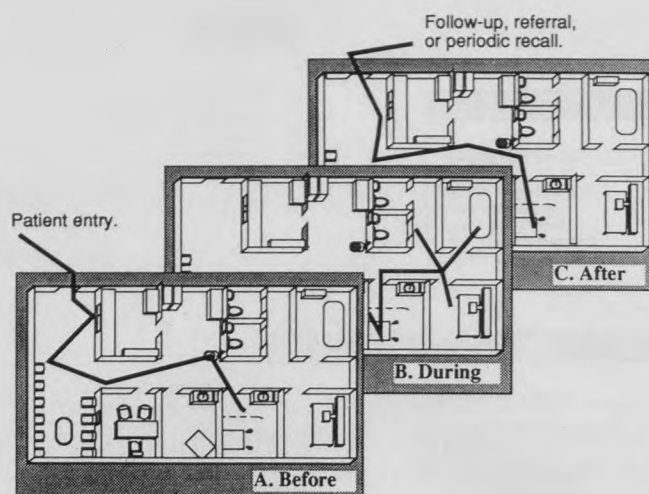 Follow-up, referral,
or periodic recall.
Patient entry.
C. After
B. During
A. Before